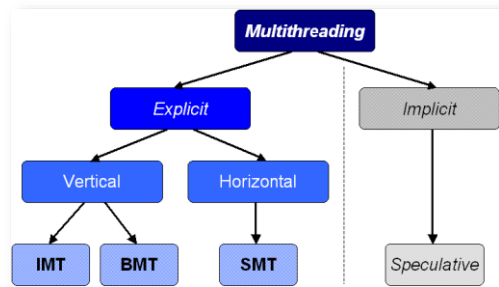 Multithreading
Explicit
Implicit
Vertical
Horizontal
IMT
BMT
SMT
Speculative